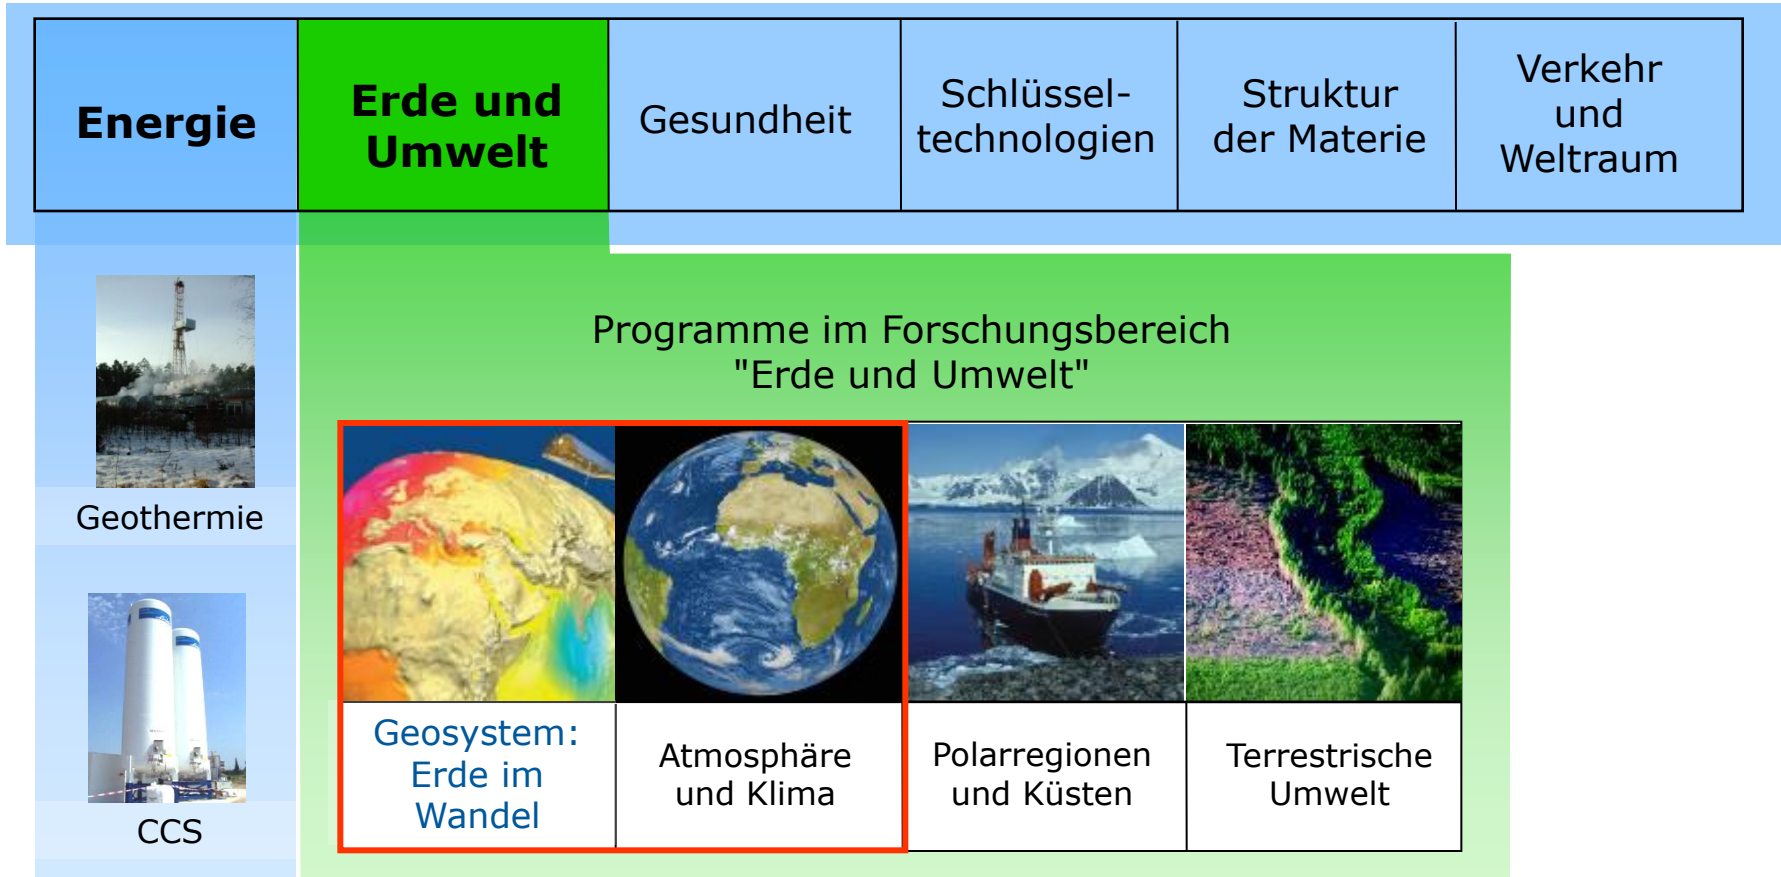 Energie
Erde und
Umwelt
Gesundheit
Schlüssel-
technologien
Struktur
der Materie
Verkehr
und
Weltraum
Geothermie
CCS
Programme im Forschungsbereich
"Erde und Umwelt"
Geosystem:
Erde im
Wandel
Atmosphäre
und Klima
Polarregionen
und Küsten
Terrestrische
Umwelt